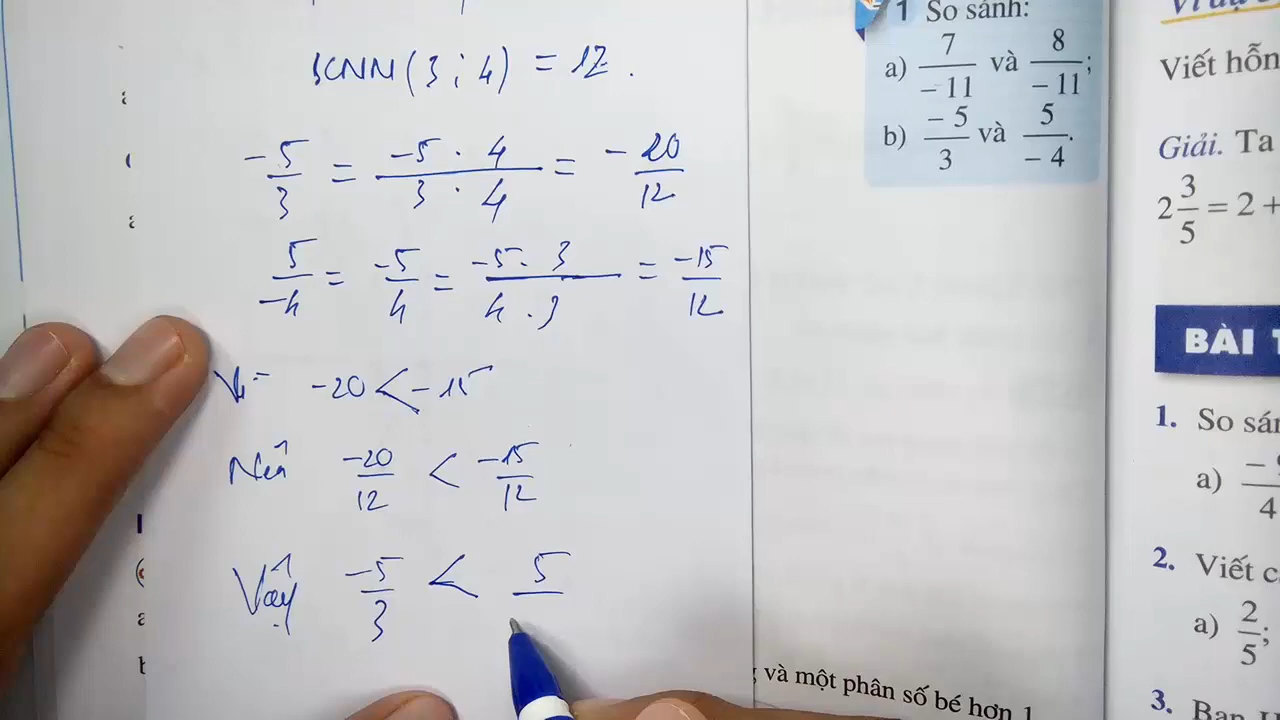 BCNN(3;4) = 12.
-5/3 = -5.4/3.4 = -20/12
5/-4 = -5/4 = -5.3/4.3 = -15/12
Vì -20 < -15
Nên -20/12 < -15/12
Vậy -5/3 < 5
1 So sánh:
a) 7/-11 và 8/-11;
b) -5/3 và 5/-4.
Viết hỗn
Giải. Ta
2 3/5 = 2 +
BÀI
1. So sán
a)
4
2. Viết c
a) 2/5;
3.
và một phân số bé hơn 1